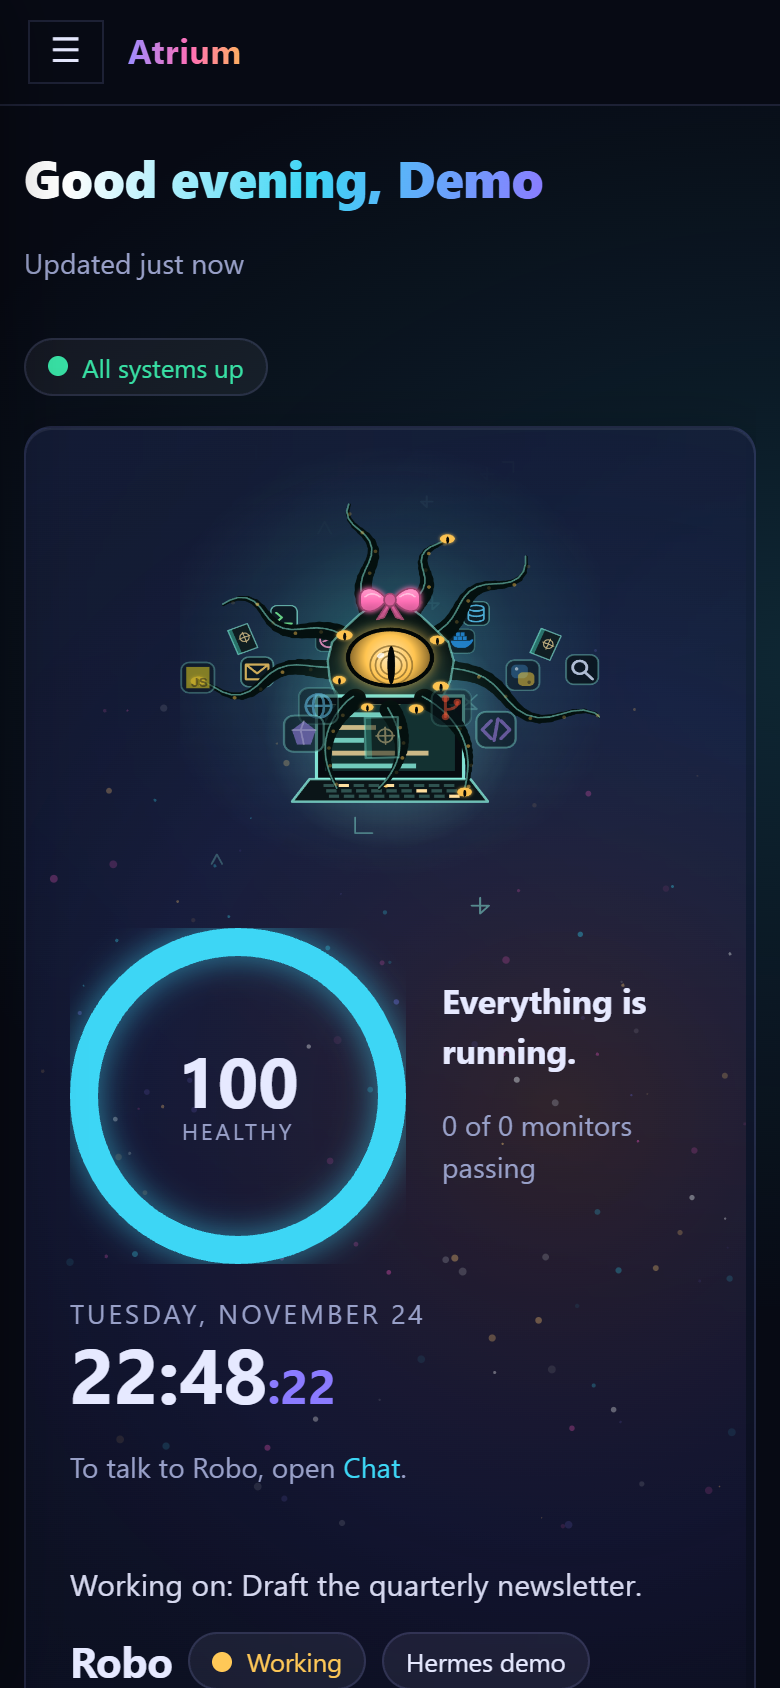 ☰ Atrium
Good evening, Demo
Updated just now
All systems up
JS
100
HEALTHY
Everything is
running.
0 of 0 monitors
passing
TUESDAY, NOVEMBER 24
22:48:22
To talk to Robo, open Chat.
Working on: Draft the quarterly newsletter.
Robo
Working
Hermes demo